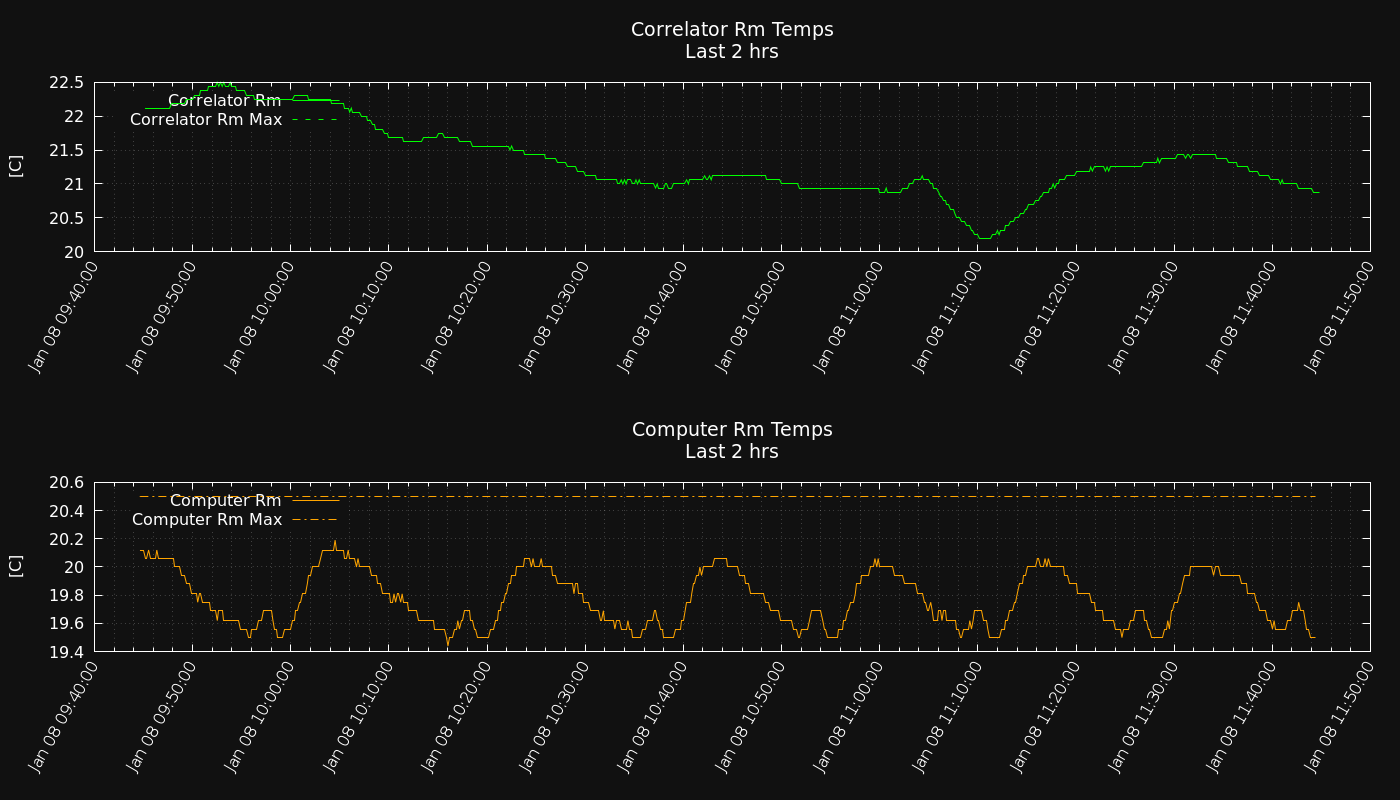 Correlator Rm Temps
Last 2 hrs
22.5
22
21.5
21
20.5
20
[C]
Correlator Rm
Correlator Rm Max
Jan 08 09:40:00
Jan 08 09:50:00
Jan 08 10:00:00
Jan 08 10:10:00
Jan 08 10:20:00
Jan 08 10:30:00
Jan 08 10:40:00
Jan 08 10:50:00
Jan 08 11:00:00
Jan 08 11:10:00
Jan 08 11:20:00
Jan 08 11:30:00
Jan 08 11:40:00
Jan 08 11:50:00
Computer Rm Temps
Last 2 hrs
20.6
20.4
20.2
20
19.8
19.6
19.4
[C]
Computer Rm
Computer Rm Max
Jan 08 09:40:00
Jan 08 09:50:00
Jan 08 10:00:00
Jan 08 10:10:00
Jan 08 10:20:00
Jan 08 10:30:00
Jan 08 10:40:00
Jan 08 10:50:00
Jan 08 11:00:00
Jan 08 11:10:00
Jan 08 11:20:00
Jan 08 11:30:00
Jan 08 11:40:00
Jan 08 11:50:00